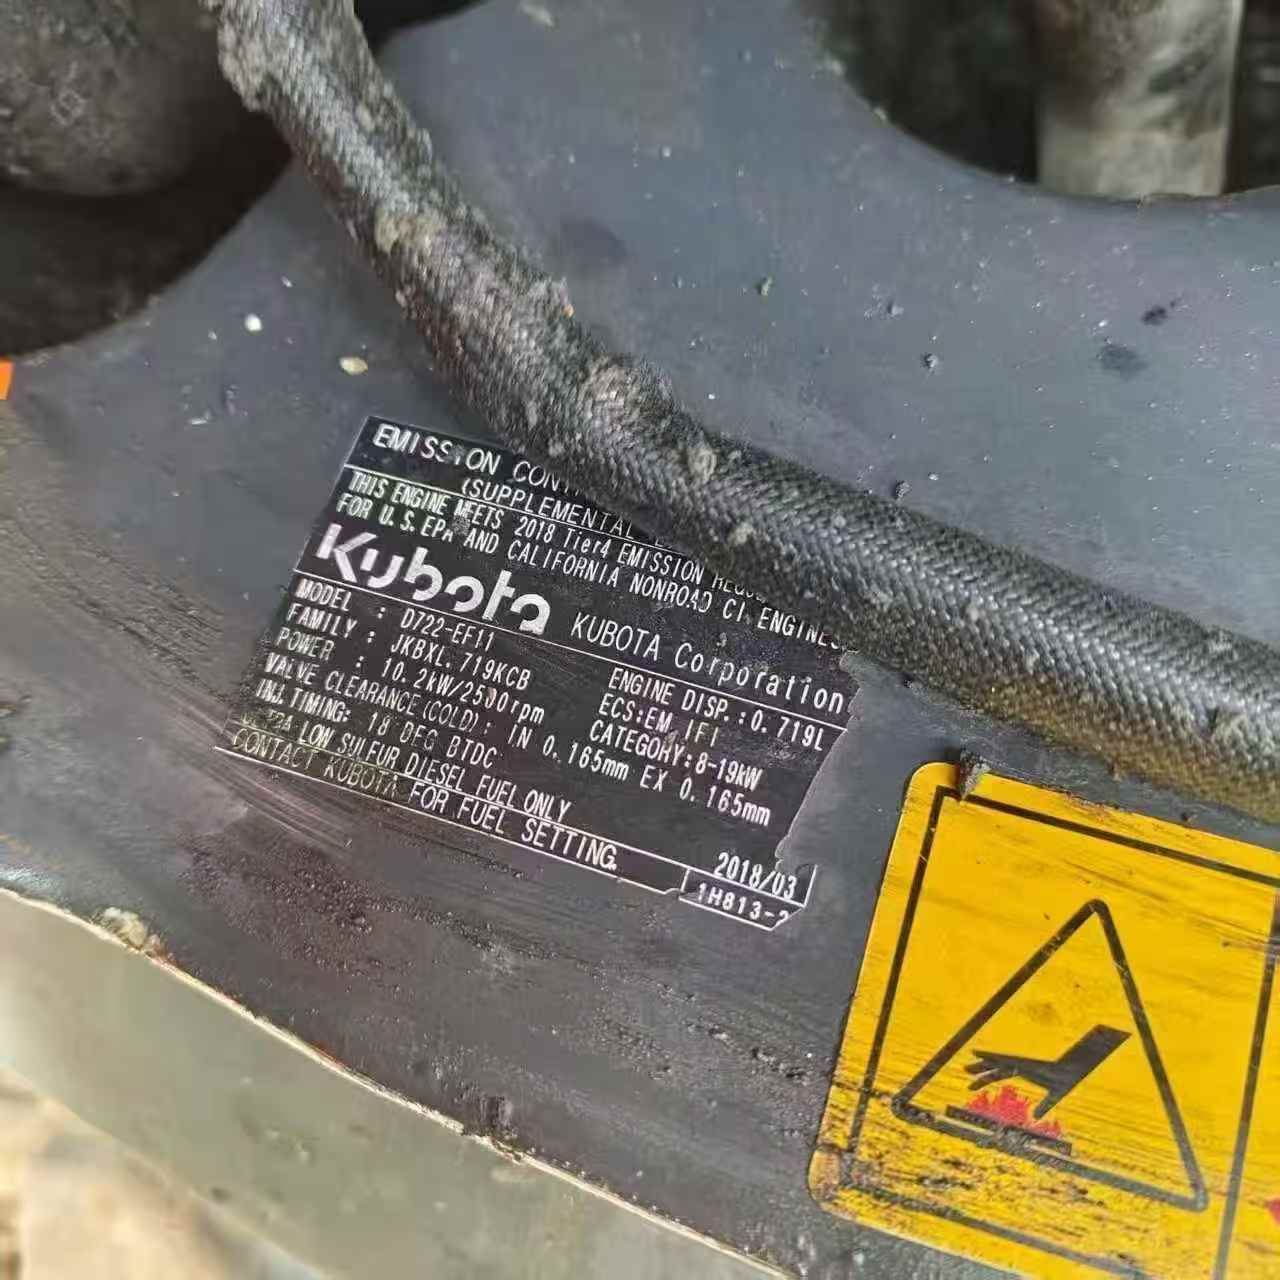 EMISSION
(SUPPLEMENTAL
THIS ENGINE MEETS 2018 Tier4 EMISSION
FOR U.S. EPA AND CALIFORNIA NONROAD CI ENGINES
Kubota KUBOTA Corporation
MODEL : D722-EF11 ENGINE DISP.: 0.719L
FAMILY : JKBXL.719KCB ECS:EM IFI
POWER : 10.2kW/2500rpm CATEGORY:8-19kW
VALVE CLEARANCE(COLD): IN 0.165mm EX 0.165mm
INJ.TIMING: 18 DEG BTDC
LOW SULFUR DIESEL FUEL ONLY
CONTACT KUBOTA FOR FUEL SETTING.
2018/03
1H813-2